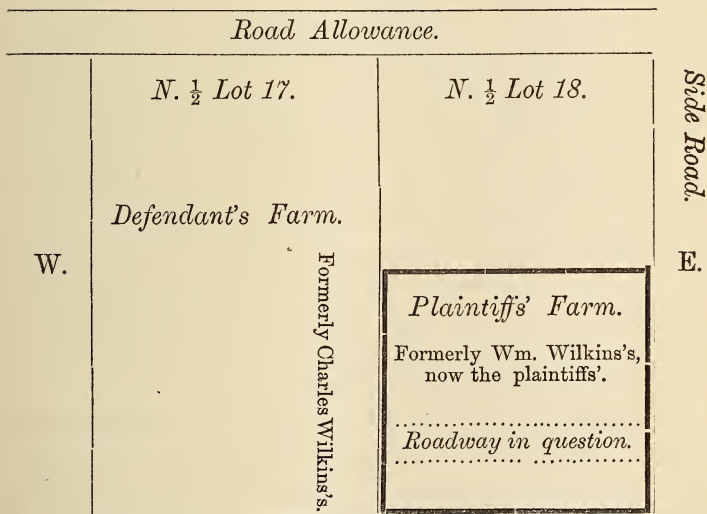 Road Allowance.
N. ½ Lot 17.
N. ½ Lot 18.
Side Road.
Defendant's Farm.
W.
E.
Formerly Charles Wilkins's.
Plaintiffs' Farm.
Formerly Wm. Wilkins's,
now the plaintiffs'.
Roadway in question.